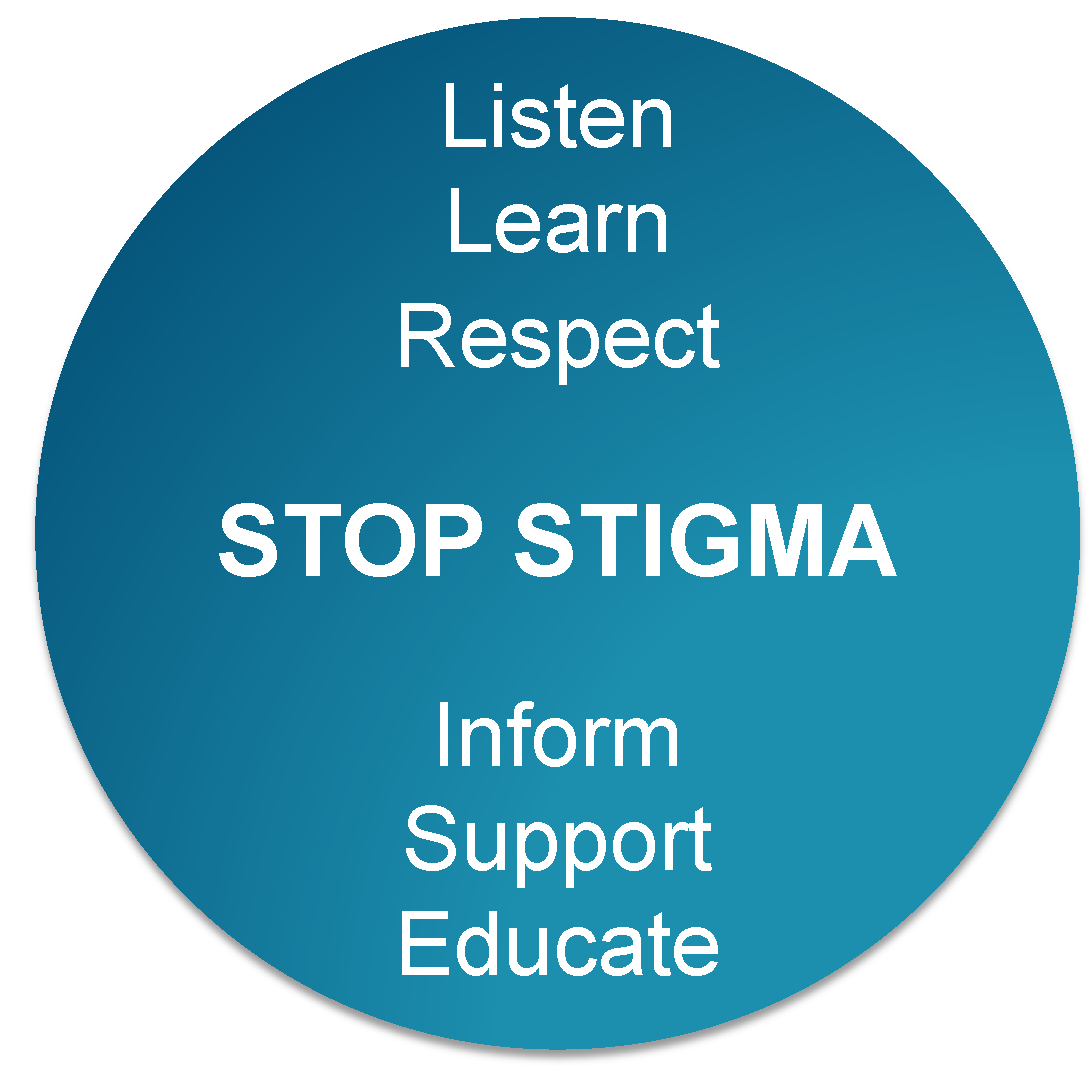 Listen
Learn
Respect
STOP STIGMA
Inform
Support
Educate